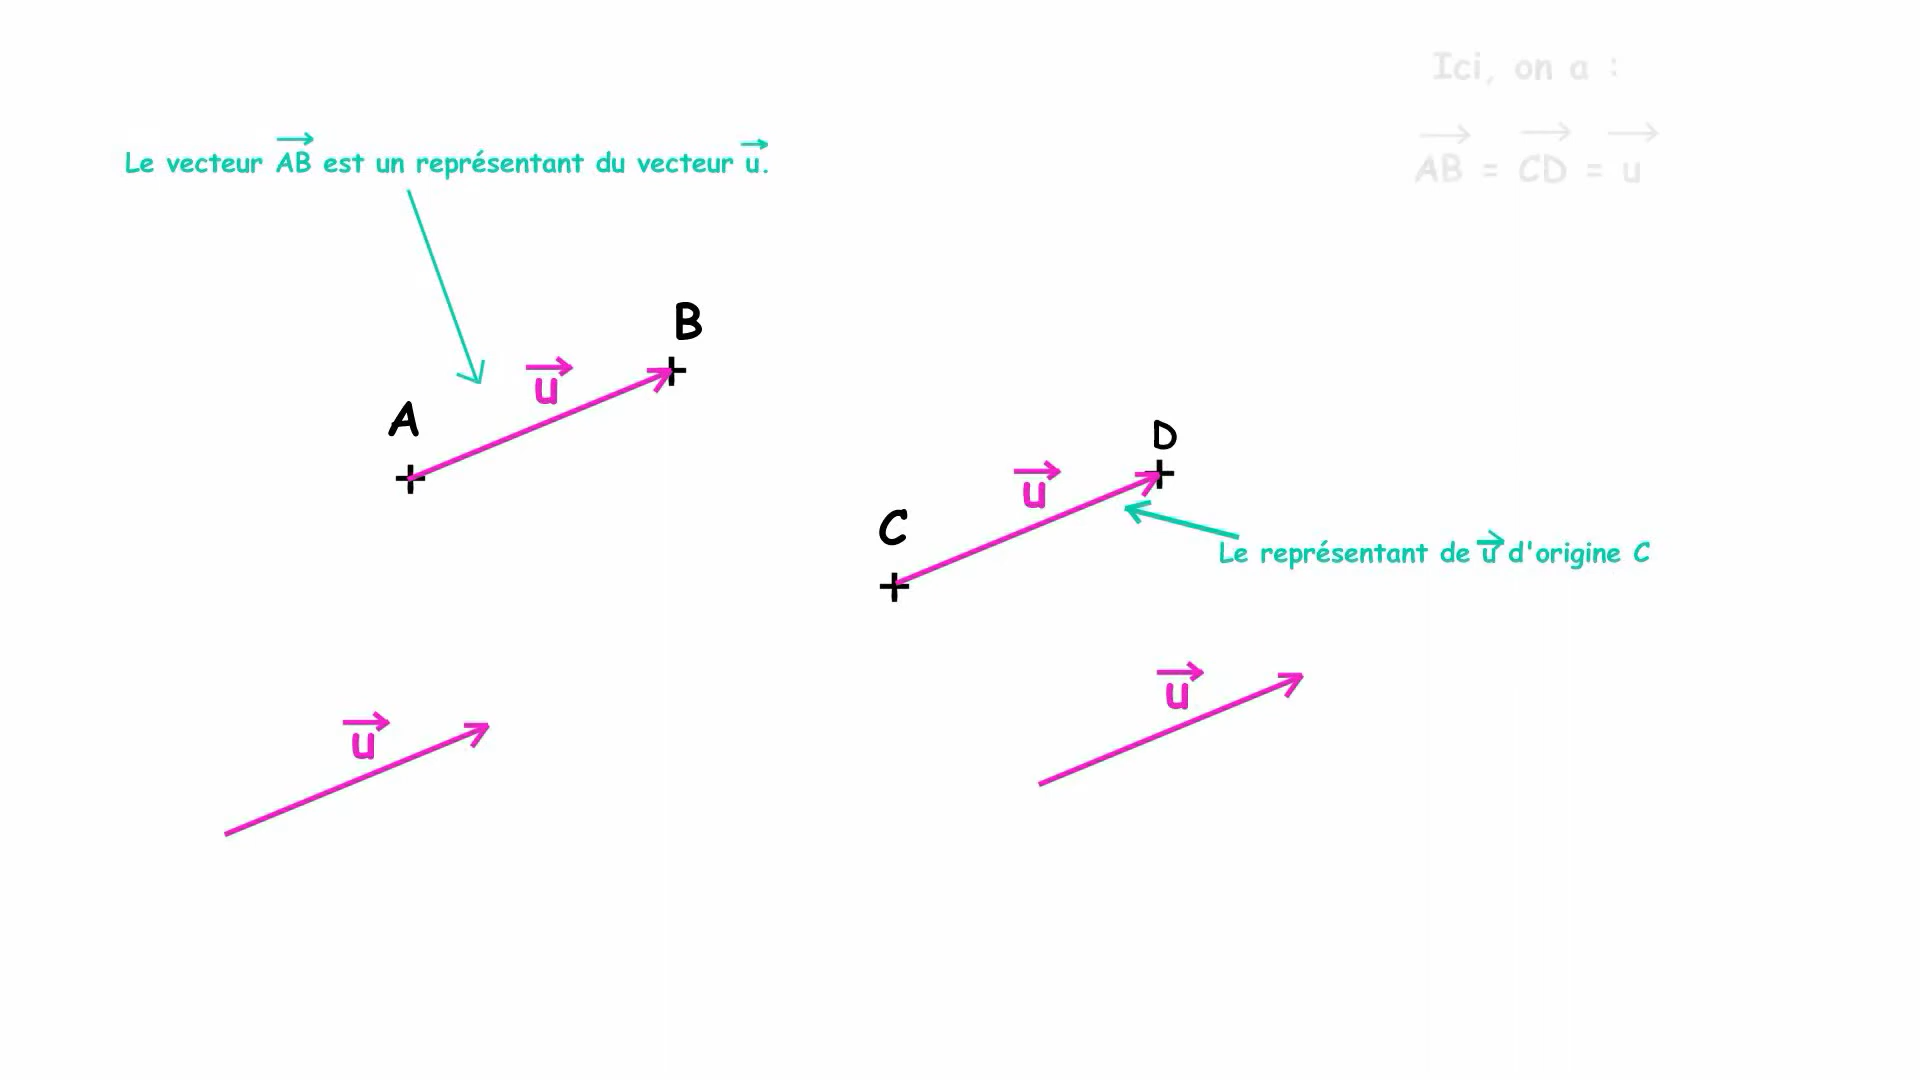 Ici, on a :
AB = CD = u
Le vecteur AB est un représentant du vecteur u.
B
u
A
D
u
C
Le représentant de u d'origine C
u
u